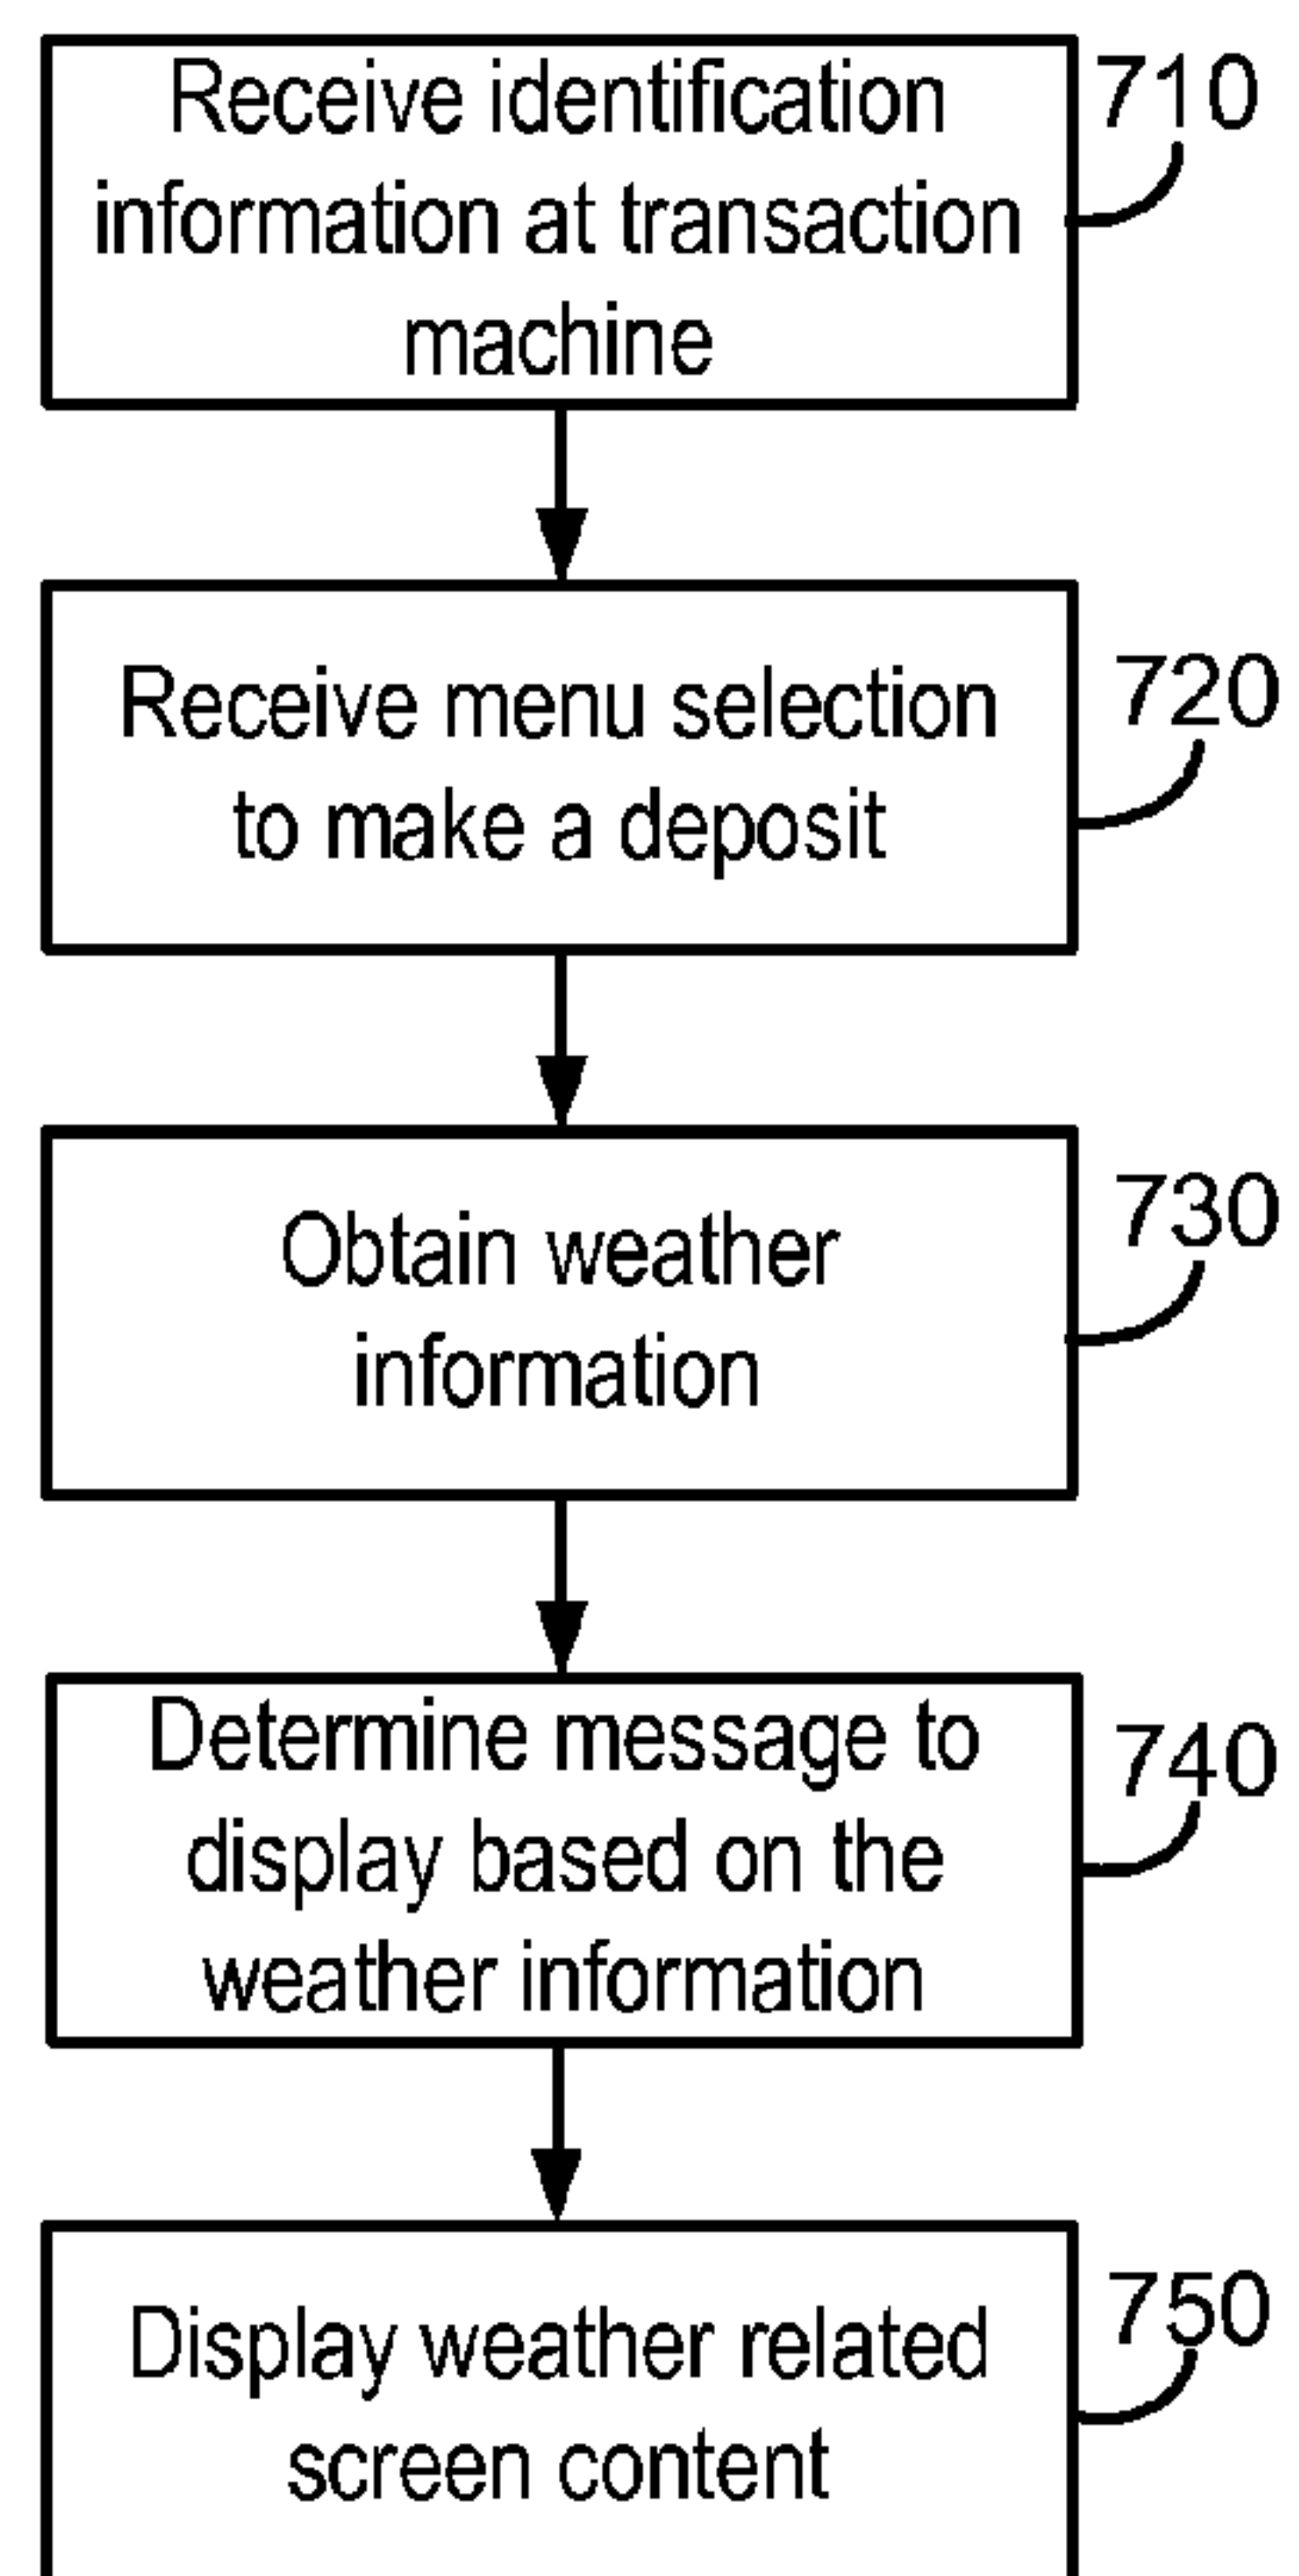 Receive identification
information at transaction
machine
710
Receive menu selection
to make a deposit
720
Obtain weather
information
730
Determine message to
display based on the
weather information
740
Display weather related
screen content
750